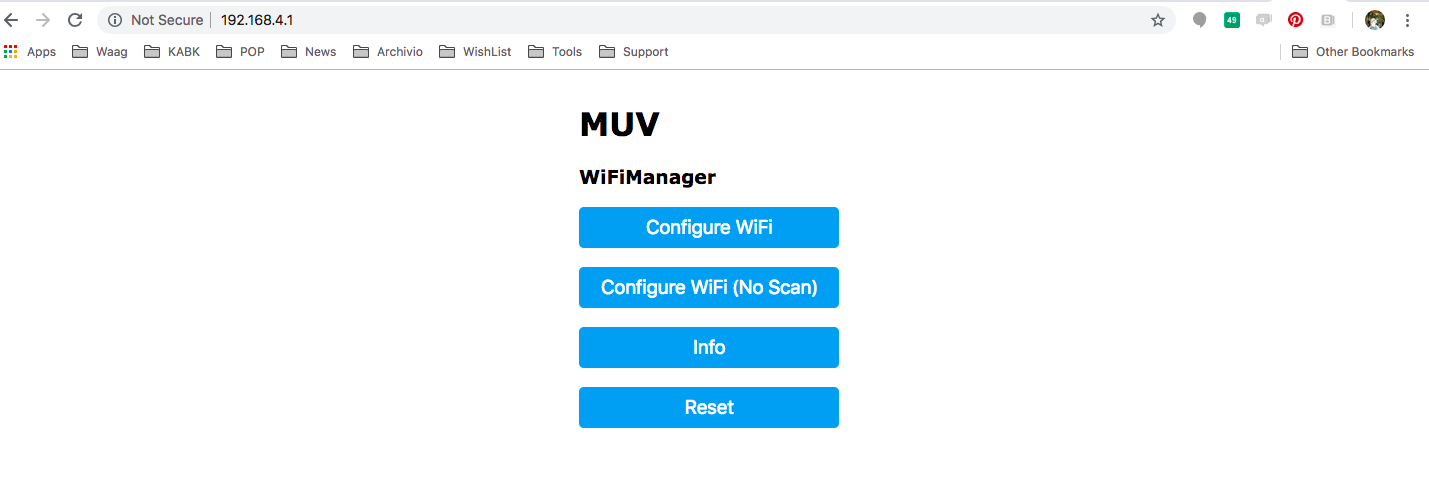 Not Secure 192.168.4.1 49
Apps Waag KABK POP News Archivio WishList Tools Support Other Bookmarks
MUV
WiFiManager
Configure WiFi
Configure WiFi (No Scan)
Info
Reset